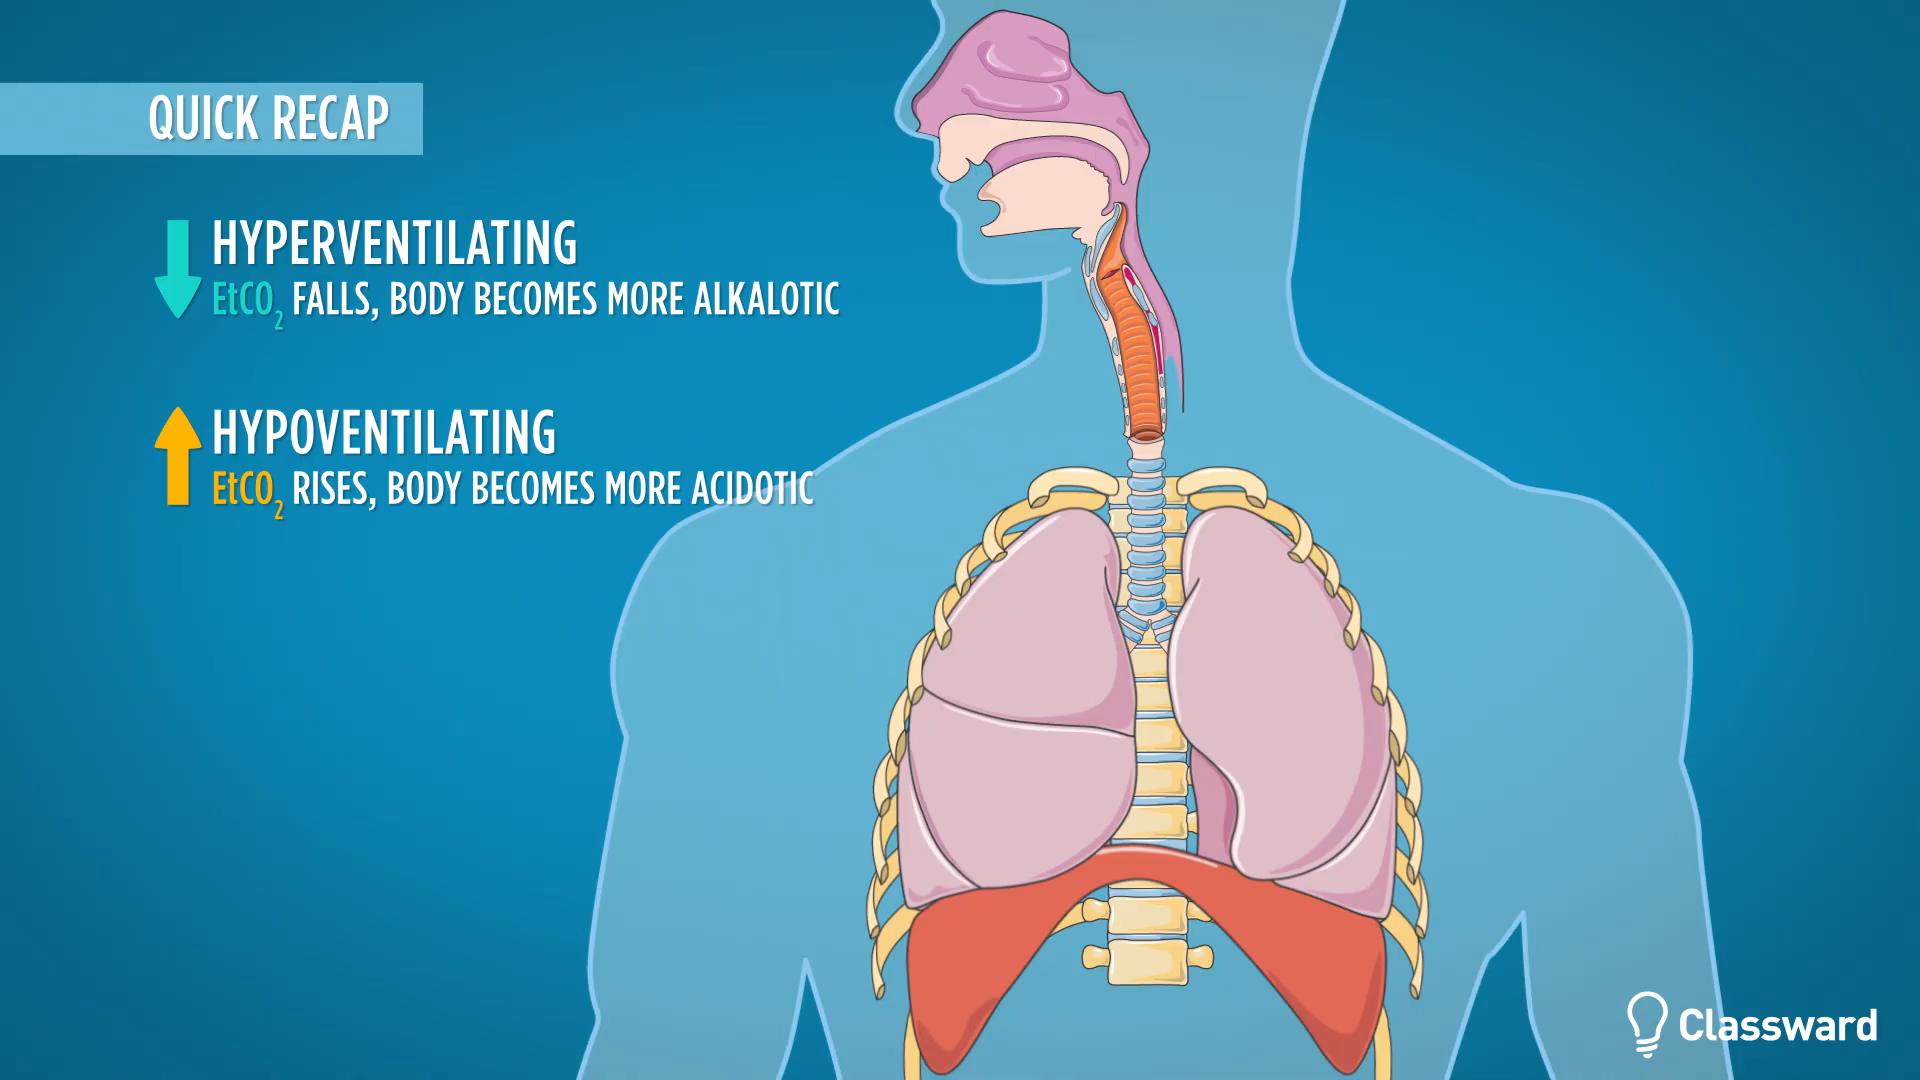 QUICK RECAP
HYPERVENTILATING
EtCO₂ FALLS, BODY BECOMES MORE ALKALOTIC
HYPOVENTILATING
EtCO₂ RISES, BODY BECOMES MORE ACIDOTIC
Classward